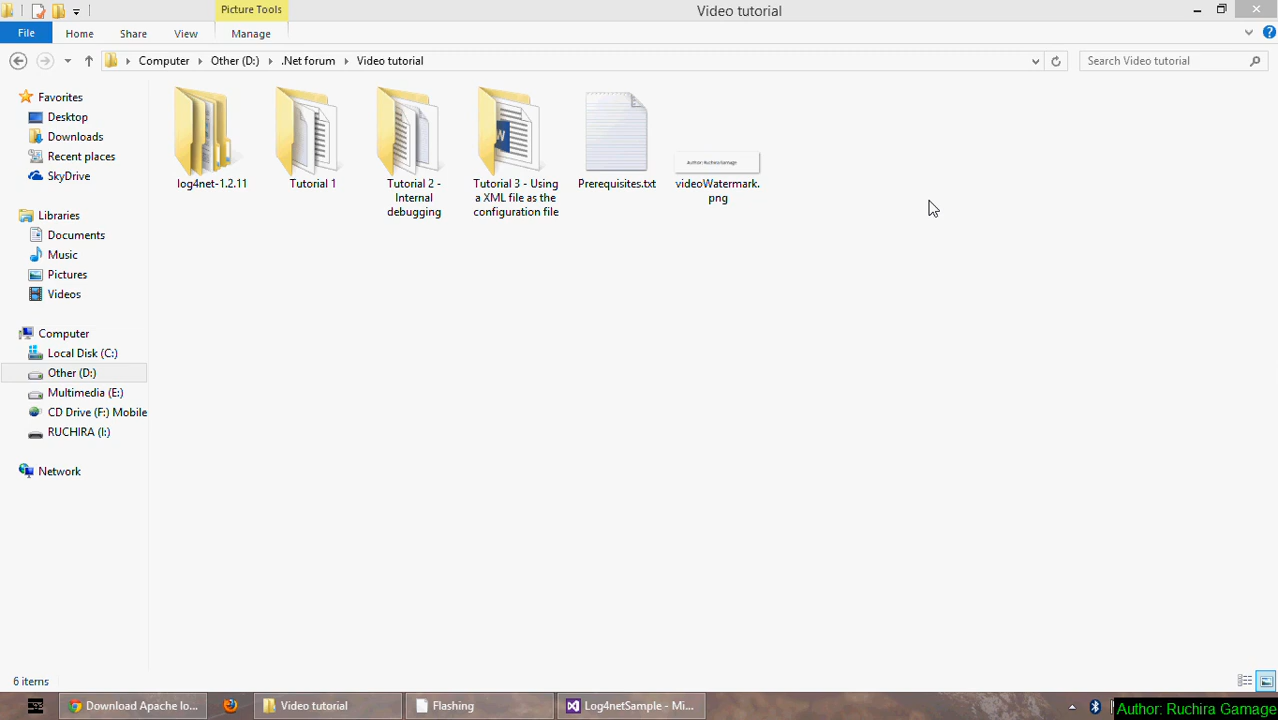 Picture Tools
Video tutorial
File
Home
Share
View
Manage
Computer
Other (D:)
.Net forum
Video tutorial
Search Video tutorial
Favorites
Desktop
Downloads
Recent places
SkyDrive
Libraries
Documents
Music
Pictures
Videos
Computer
Local Disk (C:)
Other (D:)
Multimedia (E:)
CD Drive (F:) Mobile
RUCHIRA (I:)
Network
log4net-1.2.11
Tutorial 1
Tutorial 2 -
Internal
debugging
Tutorial 3 - Using
a XML file as the
configuration file
Prerequisites.txt
Author: Ruchira Gamage
videoWatermark.
png
6 items
Download Apache lo...
Video tutorial
Flashing
Log4netSample - Mi...
Author: Ruchira Gamage